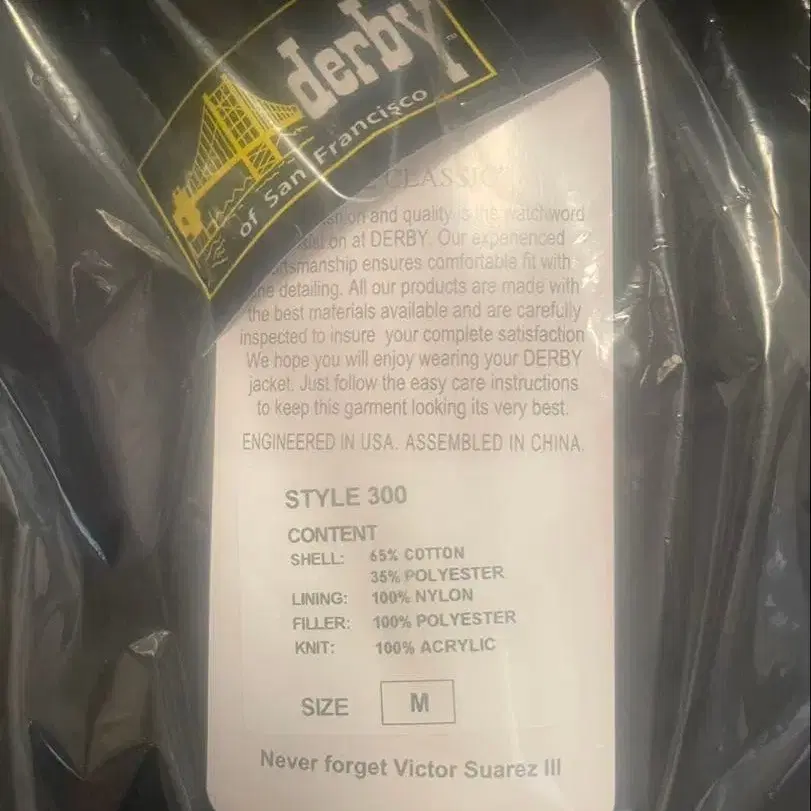 derby
of San Francisco
CLASSIC
and quality is the watchword
on at DERBY. Our experienced
ensures comfortable fit with
detailing. All our products are made with
the best materials available and are carefully
inspected to insure your complete satisfaction
We hope you will enjoy wearing your DERBY
jacket. Just follow the easy care instructions
to keep this garment looking its very best.
ENGINEERED IN USA. ASSEMBLED IN CHINA.
STYLE 300
CONTENT
SHELL: 65% COTTON
35% POLYESTER
LINING: 100% NYLON
FILLER: 100% POLYESTER
KNIT: 100% ACRYLIC
SIZE M
Never forget Victor Suarez III